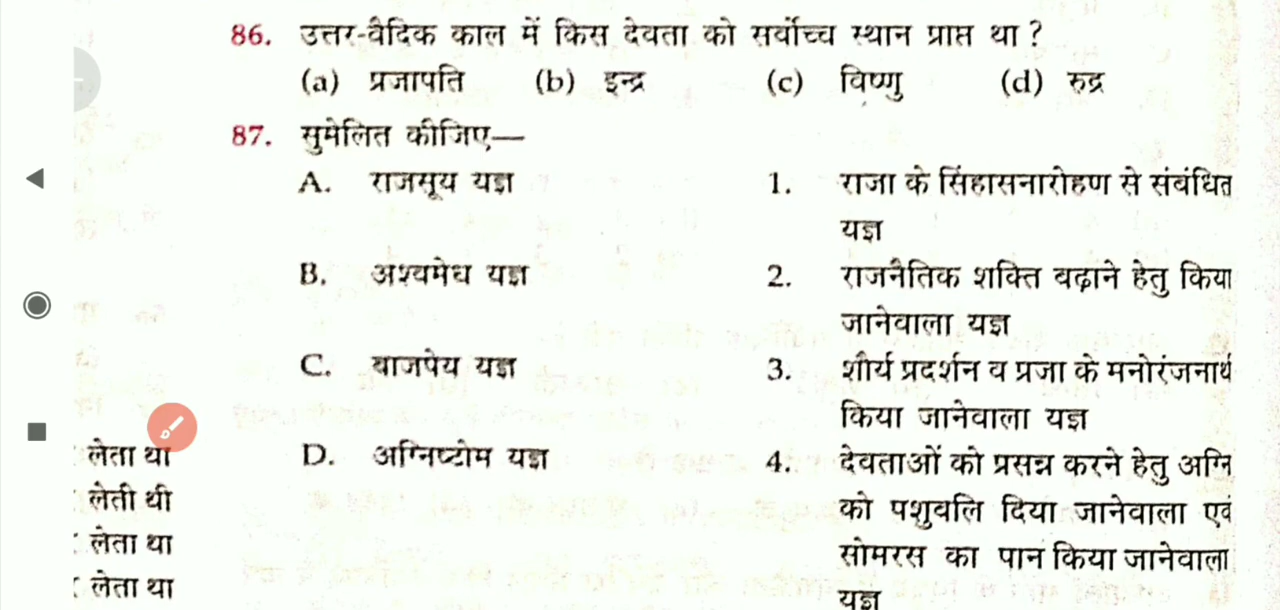 86. उत्तर-वैदिक काल में किस देवता को सर्वोच्च स्थान प्राप्त था ?
(a) प्रजापति (b) इन्द्र (c) विष्णु (d) रुद्र
87. सुमेलित कीजिए—
A. राजसूय यज्ञ 1. राजा के सिंहासनारोहण से संबंधित
यज्ञ
B. अश्वमेध यज्ञ 2. राजनैतिक शक्ति बढ़ाने हेतु किया
जानेवाला यज्ञ
C. वाजपेय यज्ञ 3. शौर्य प्रदर्शन व प्रजा के मनोरंजनार्थ
किया जानेवाला यज्ञ
D. अग्निष्टोम यज्ञ 4. देवताओं को प्रसन्न करने हेतु अग्नि
को पशुबलि दिया जानेवाला एवं
सोमरस का पान किया जानेवाला
यज्ञ
लेता था
लेती थी
लेता था
लेता था